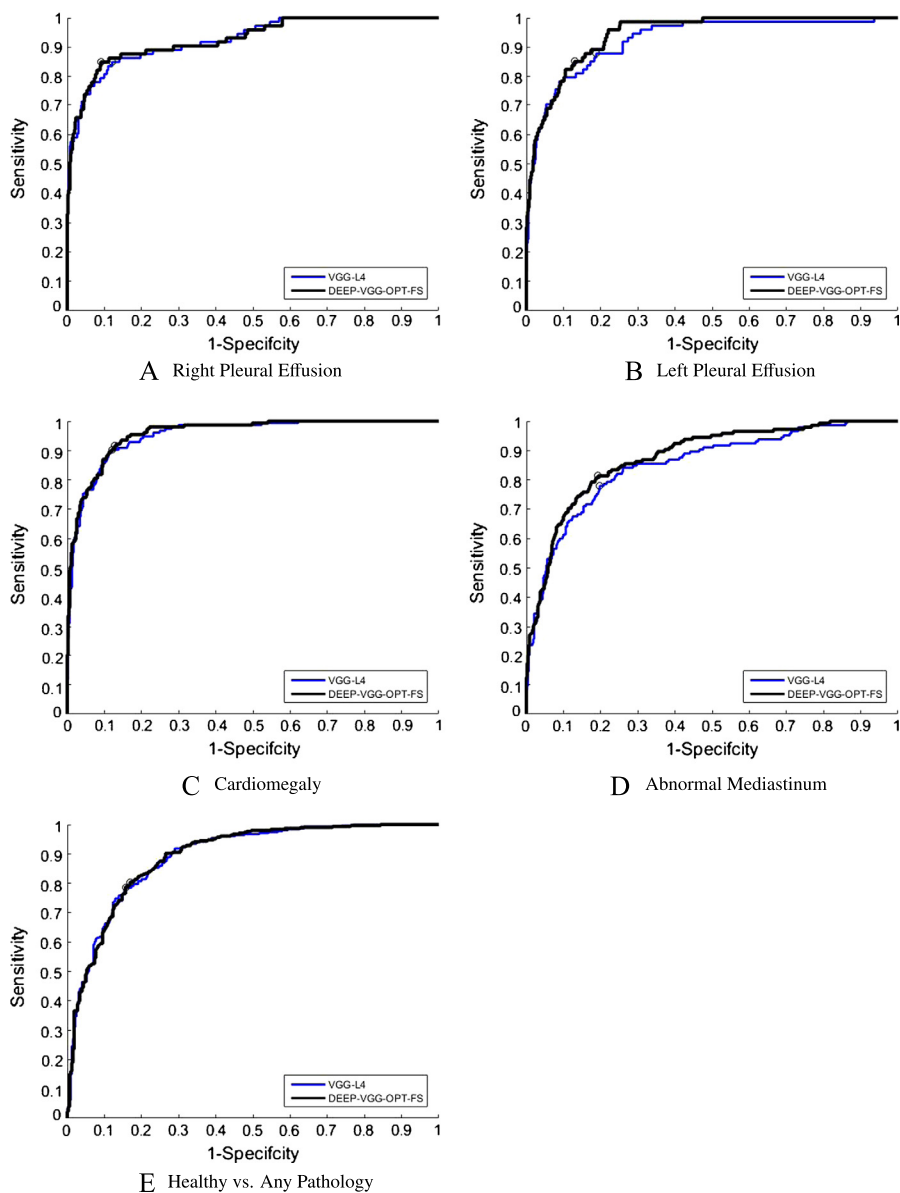 Sensitivity
1
0.9
0.8
0.7
0.6
0.5
0.4
0.3
0.2
0.1
0
VGG-L4
DEEP-VGG-OPT-FS
0 0.1 0.2 0.3 0.4 0.5 0.6 0.7 0.8 0.9 1
1-Specifcity
A Right Pleural Effusion
Sensitivity
1
0.9
0.8
0.7
0.6
0.5
0.4
0.3
0.2
0.1
0
VGG-L4
DEEP-VGG-OPT-FS
0 0.1 0.2 0.3 0.4 0.5 0.6 0.7 0.8 0.9 1
1-Specifcity
B Left Pleural Effusion
Sensitivity
1
0.9
0.8
0.7
0.6
0.5
0.4
0.3
0.2
0.1
0
VGG-L4
DEEP-VGG-OPT-FS
0 0.1 0.2 0.3 0.4 0.5 0.6 0.7 0.8 0.9 1
1-Specifcity
C Cardiomegaly
Sensitivity
1
0.9
0.8
0.7
0.6
0.5
0.4
0.3
0.2
0.1
0
VGG-L4
DEEP-VGG-OPT-FS
0 0.1 0.2 0.3 0.4 0.5 0.6 0.7 0.8 0.9 1
1-Specifcity
D Abnormal Mediastinum
Sensitivity
1
0.9
0.8
0.7
0.6
0.5
0.4
0.3
0.2
0.1
0
VGG-L4
DEEP-VGG-OPT-FS
0 0.1 0.2 0.3 0.4 0.5 0.6 0.7 0.8 0.9 1
1-Specifcity
E Healthy vs. Any Pathology